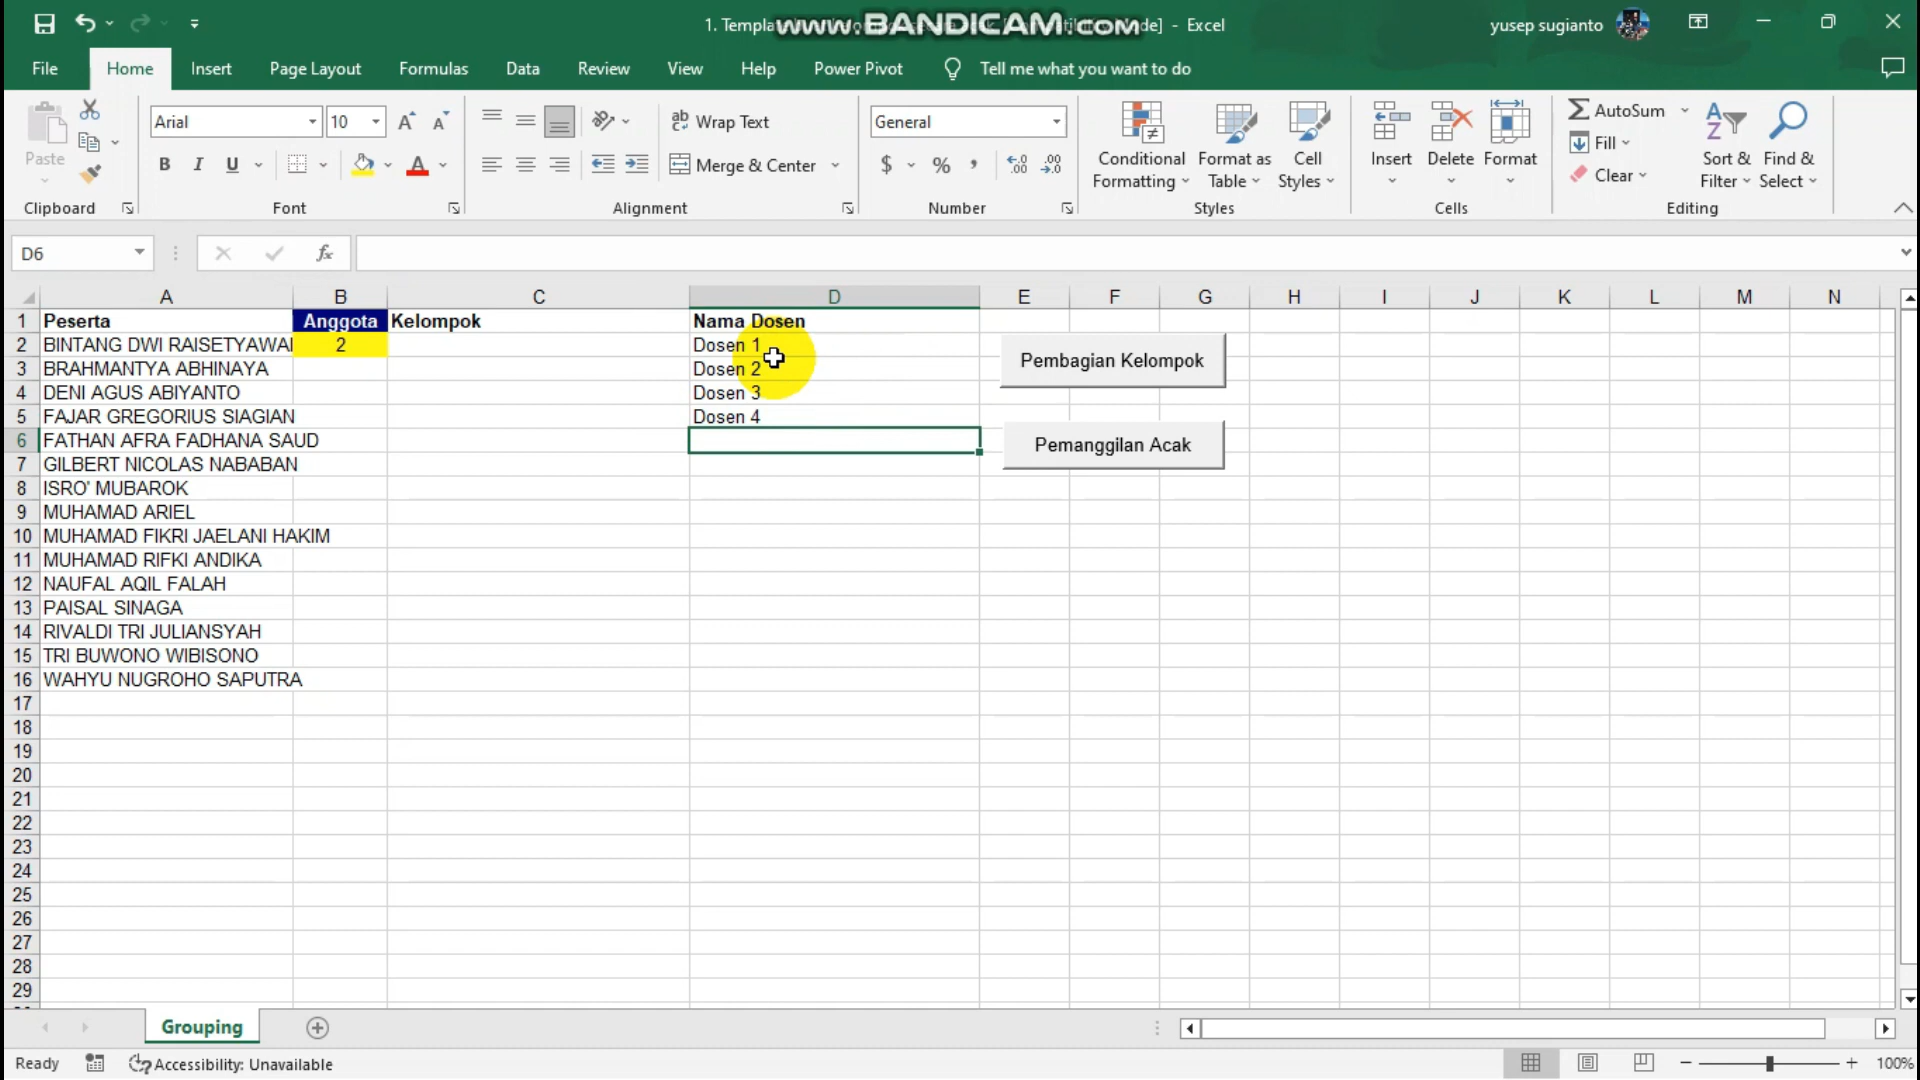 1. Templa
www.BANDICAM.com
de] - Excel
yusep sugianto
File Home Insert Page Layout Formulas Data Review View Help Power Pivot Tell me what you want to do
Paste
Clipboard
Arial 10
B I U
Font
ab Wrap Text
Merge & Center
Alignment
General
$ % ,
Number
Conditional Formatting
Format as Table
Cell Styles
Styles
Insert Delete Format
Cells
AutoSum
Fill
Clear
Sort & Filter
Find & Select
Editing
D6 fx
A B C D E F G H I J K L M N
1 Peserta Anggota Kelompok Nama Dosen
2 BINTANG DWI RAISETYAWA 2 Dosen 1
3 BRAHMANTYA ABHINAYA Dosen 2
Pembagian Kelompok
4 DENI AGUS ABIYANTO Dosen 3
5 FAJAR GREGORIUS SIAGIAN Dosen 4
6 FATHAN AFRA FADHANA SAUD
Pemanggilan Acak
7 GILBERT NICOLAS NABABAN
8 ISRO' MUBAROK
9 MUHAMAD ARIEL
10 MUHAMAD FIKRI JAELANI HAKIM
11 MUHAMAD RIFKI ANDIKA
12 NAUFAL AQIL FALAH
13 PAISAL SINAGA
14 RIVALDI TRI JULIANSYAH
15 TRI BUWONO WIBISONO
16 WAHYU NUGROHO SAPUTRA
17
18
19
20
21
22
23
24
25
26
27
28
29
Grouping
Ready Accessibility: Unavailable 100%